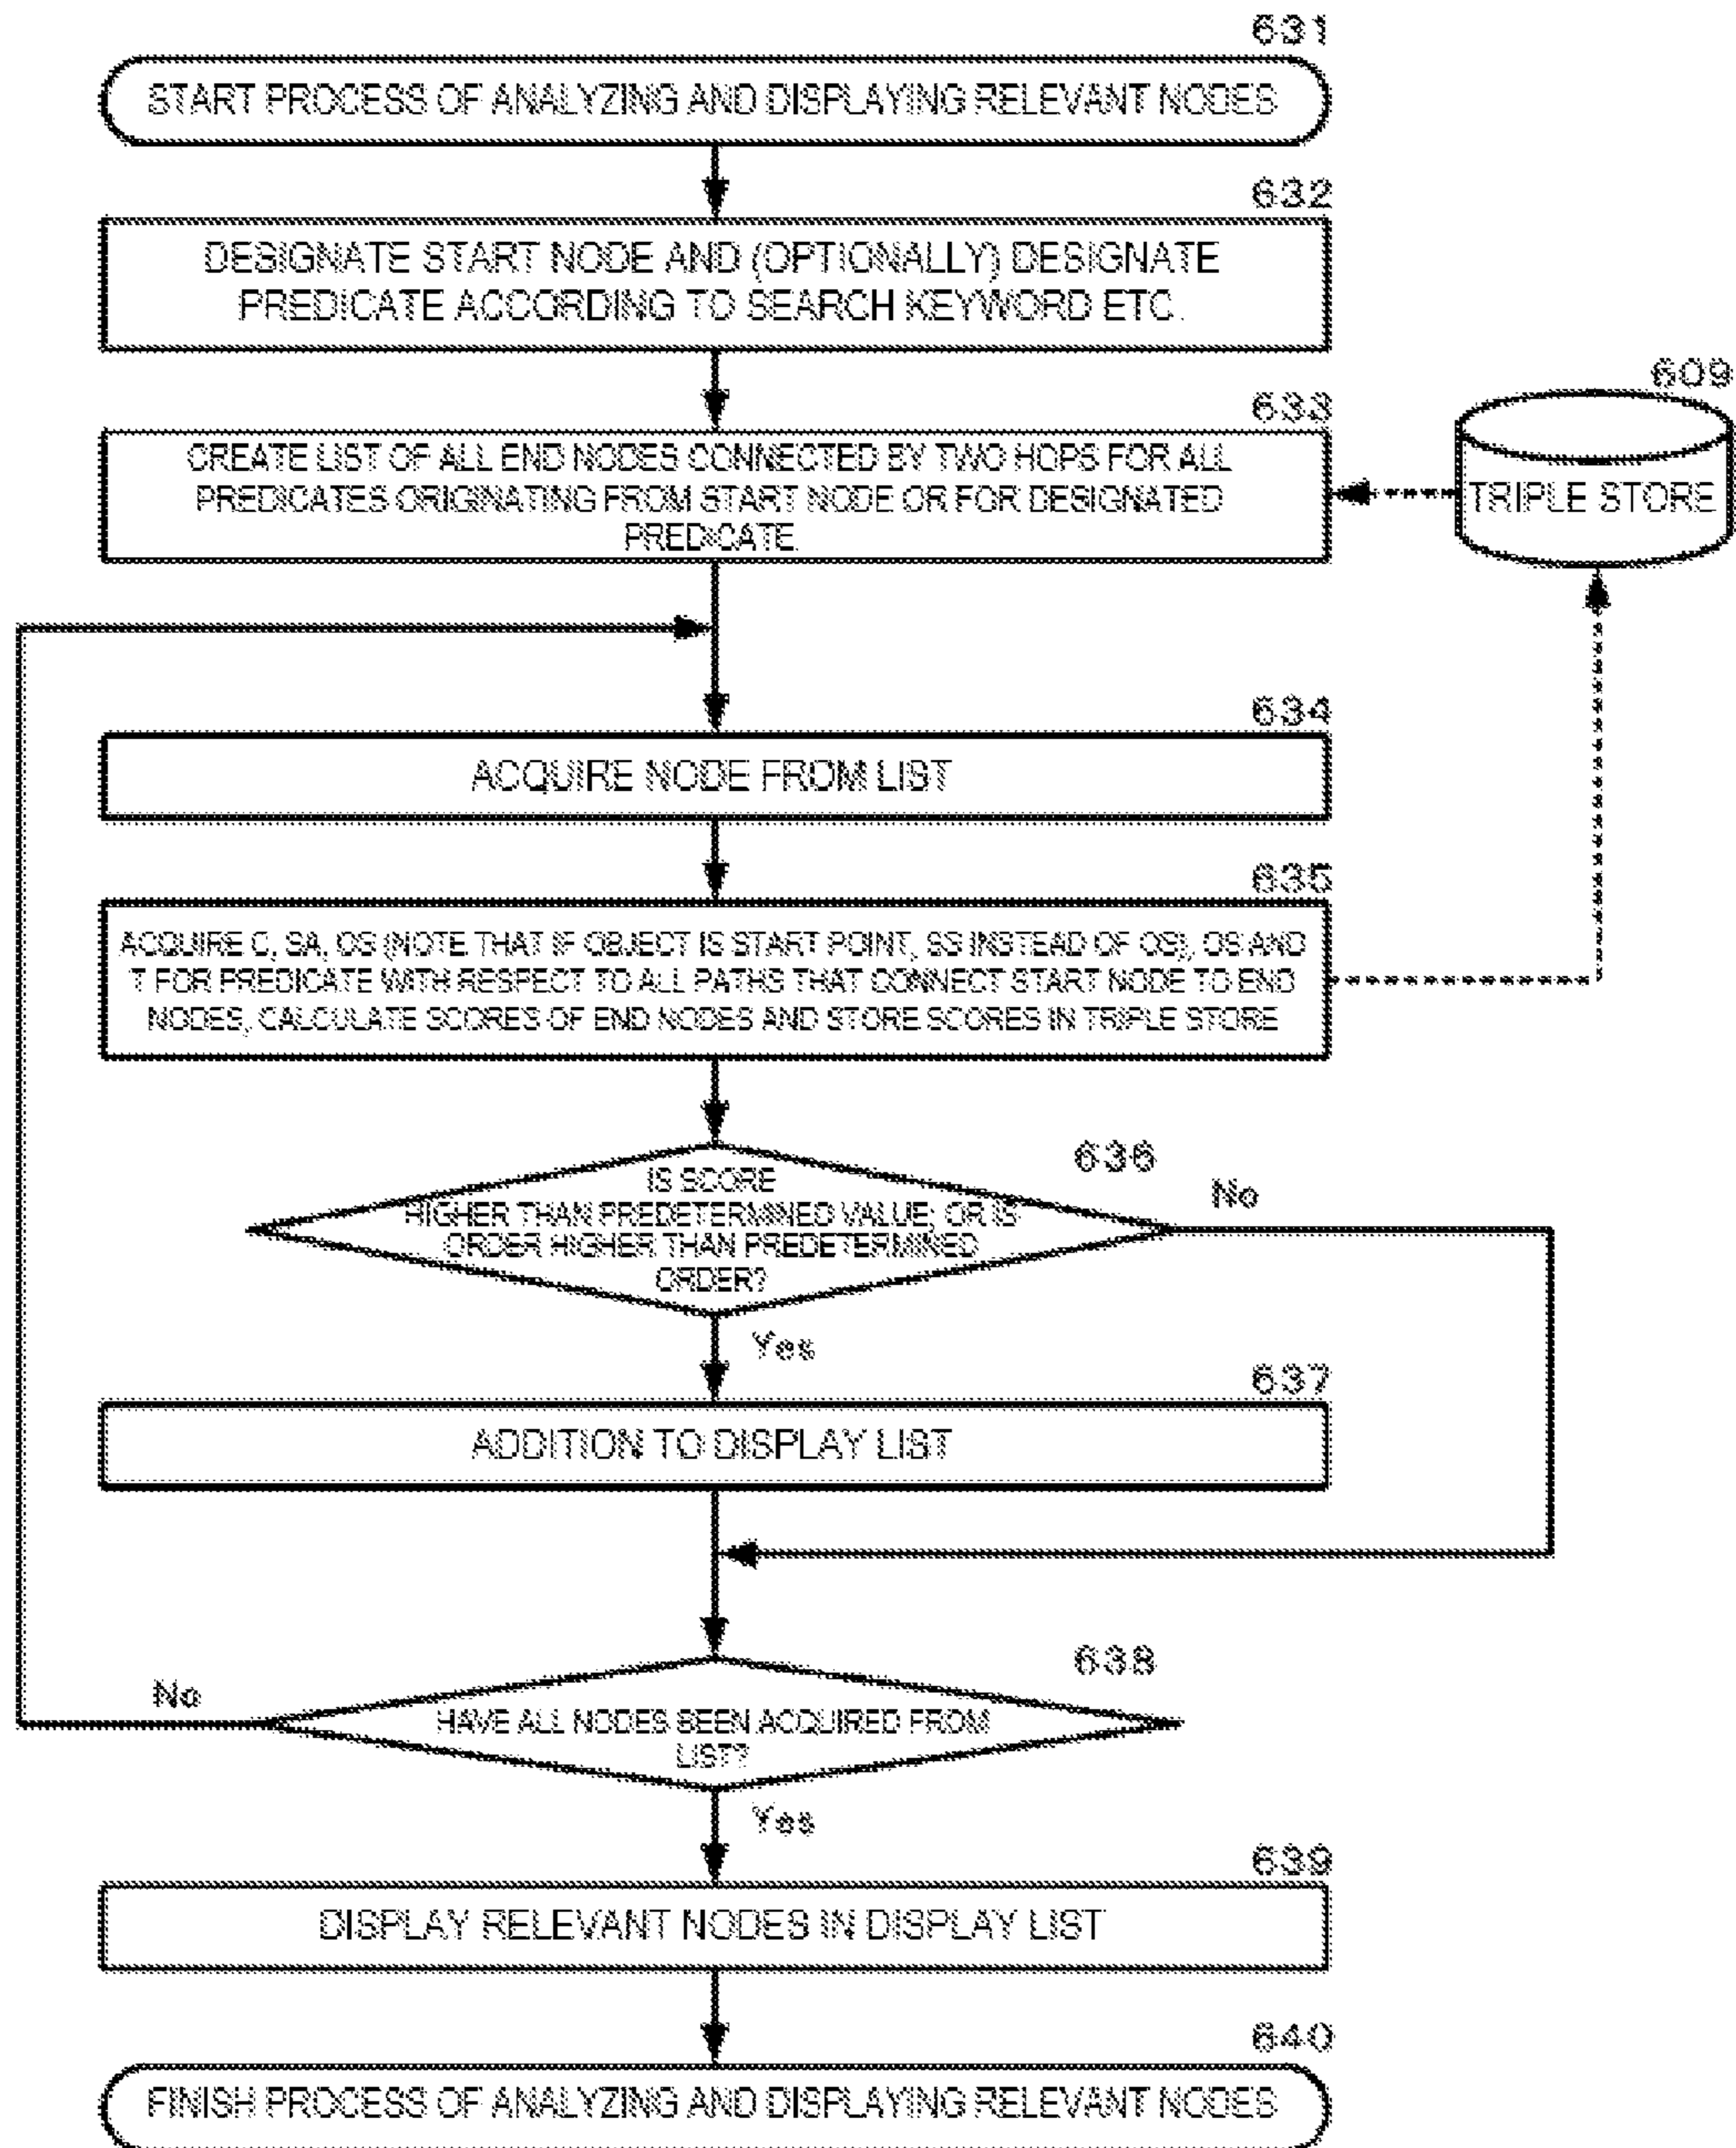 631
START PROCESS OF ANALYZING AND DISPLAYING RELEVANT NODES
632
DESIGNATE START NODE AND (OPTIONALLY) DESIGNATE
PREDICATE ACCORDING TO SEARCH KEYWORD ETC.
633
CREATE LIST OF ALL END NODES CONNECTED BY TWO HOPS FOR ALL
PREDICATES ORIGINATING FROM START NODE OR FOR DESIGNATED
PREDICATE.
609
TRIPLE STORE
634
ACQUIRE NODE FROM LIST
635
ACQUIRE C, SA, OS (NOTE THAT IF OBJECT IS START POINT, SS INSTEAD OF OS), OS AND
T FOR PREDICATE WITH RESPECT TO ALL PATHS THAT CONNECT START NODE TO END
NODES, CALCULATE SCORES OF END NODES AND STORE SCORES IN TRIPLE STORE
636
IS SCORE
HIGHER THAN PREDETERMINED VALUE; OR IS
ORDER HIGHER THAN PREDETERMINED
ORDER?
No
Yes
637
ADDITION TO DISPLAY LIST
638
HAVE ALL NODES BEEN ACQUIRED FROM
LIST?
No
Yes
639
DISPLAY RELEVANT NODES IN DISPLAY LIST
640
FINISH PROCESS OF ANALYZING AND DISPLAYING RELEVANT NODES